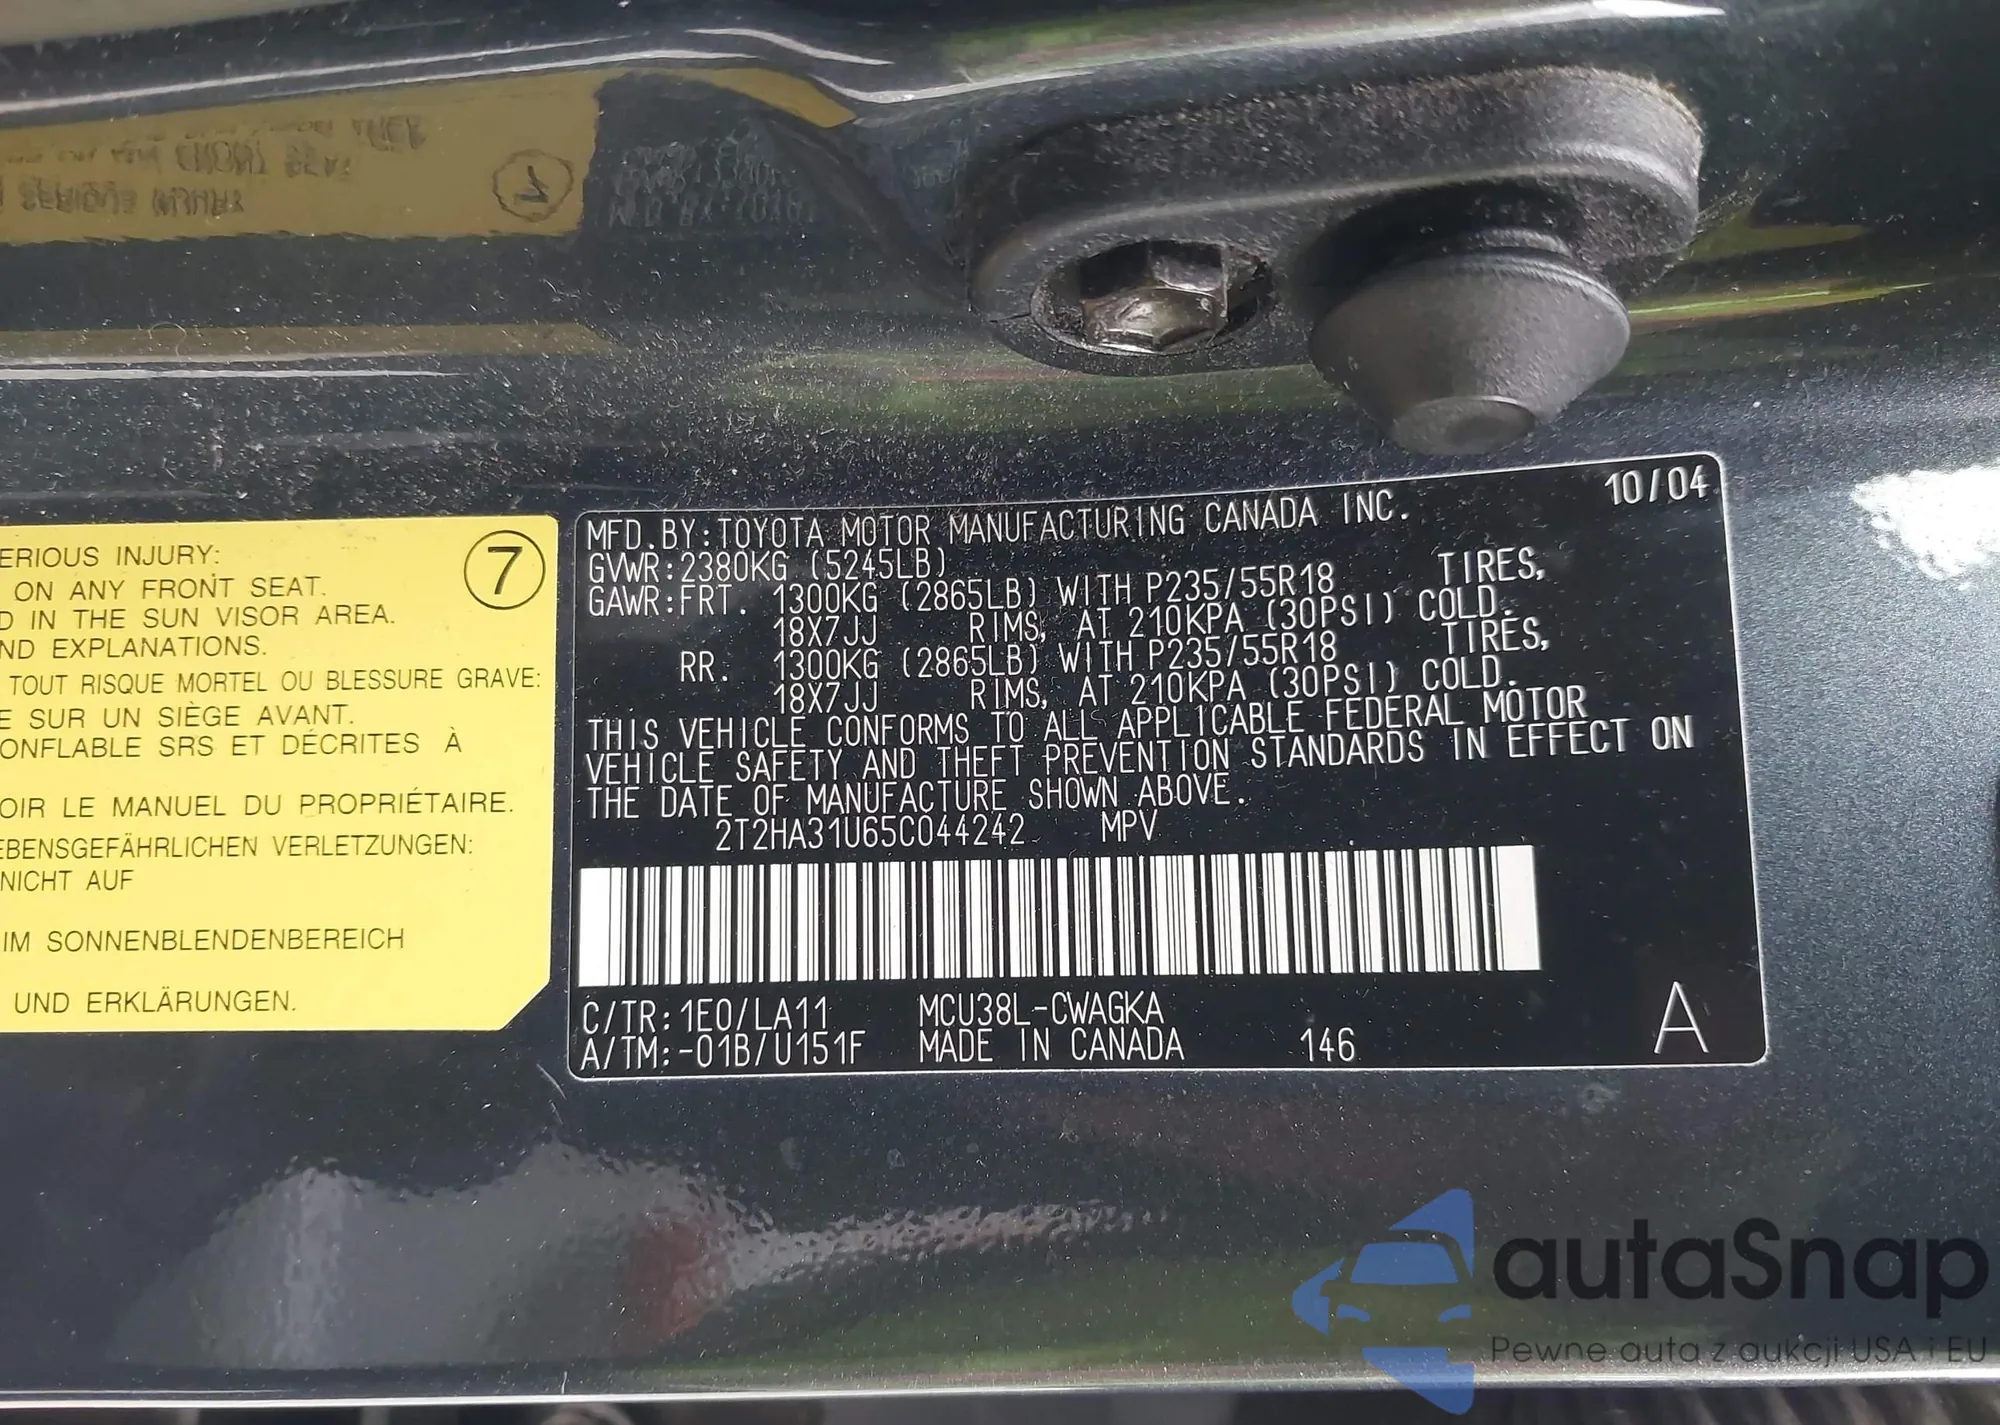 ERIOUS INJURY:
ON ANY FRONT SEAT.
D IN THE SUN VISOR AREA.
ND EXPLANATIONS.
TOUT RISQUE MORTEL OU BLESSURE GRAVE:
E SUR UN SIÈGE AVANT.
ONFLABLE SRS ET DÉCRITES À
OIR LE MANUEL DU PROPRIÉTAIRE.
EBENSGEFÄHRLICHEN VERLETZUNGEN:
NICHT AUF
IM SONNENBLENDENBEREICH
UND ERKLÄRUNGEN.
7
10/04
MFD.BY:TOYOTA MOTOR MANUFACTURING CANADA INC.
GVWR:2380KG (5245LB)
GAWR:FRT. 1300KG (2865LB) WITH P235/55R18 TIRES,
18X7JJ RIMS, AT 210KPA (30PSI) COLD.
RR. 1300KG (2865LB) WITH P235/55R18 TIRES,
18X7JJ RIMS, AT 210KPA (30PSI) COLD.
THIS VEHICLE CONFORMS TO ALL APPLICABLE FEDERAL MOTOR
VEHICLE SAFETY AND THEFT PREVENTION STANDARDS IN EFFECT ON
THE DATE OF MANUFACTURE SHOWN ABOVE.
2T2HA31U65C044242 MPV
C/TR:1E0/LA11 MCU38L-CWAGKA
A/TM:-01B/U151F MADE IN CANADA 146
A
autaSnap
Pewne auta z aukcji USA i EU